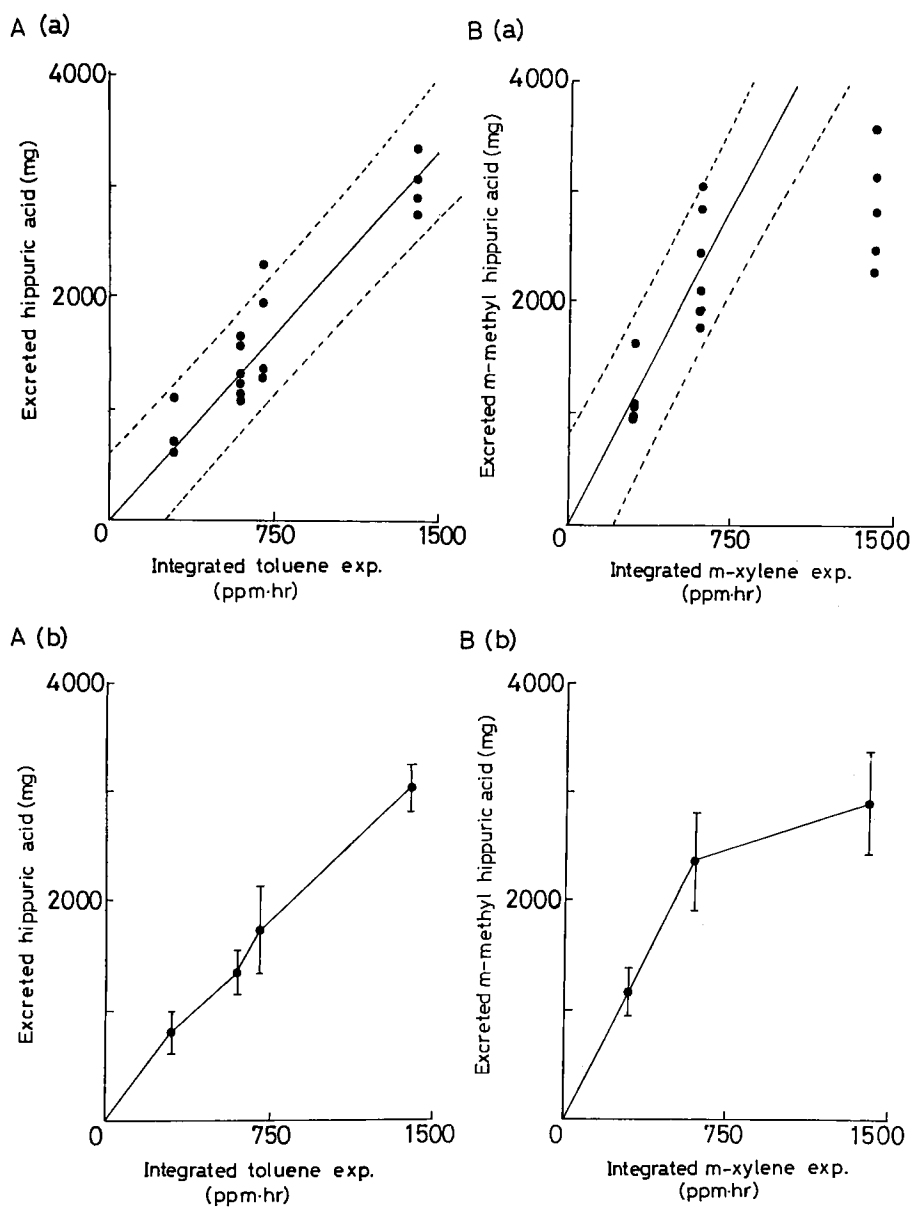 A (a)
Excreted hippuric acid (mg)
4000
2000
0
750
1500
Integrated toluene exp.
(ppm·hr)
B (a)
Excreted m-methyl hippuric acid (mg)
4000
2000
0
750
1500
Integrated m-xylene exp.
(ppm·hr)
A (b)
Excreted hippuric acid (mg)
4000
2000
0
750
1500
Integrated toluene exp.
(ppm·hr)
B (b)
Excreted m-methyl hippuric acid (mg)
4000
2000
0
750
1500
Integrated m-xylene exp.
(ppm·hr)